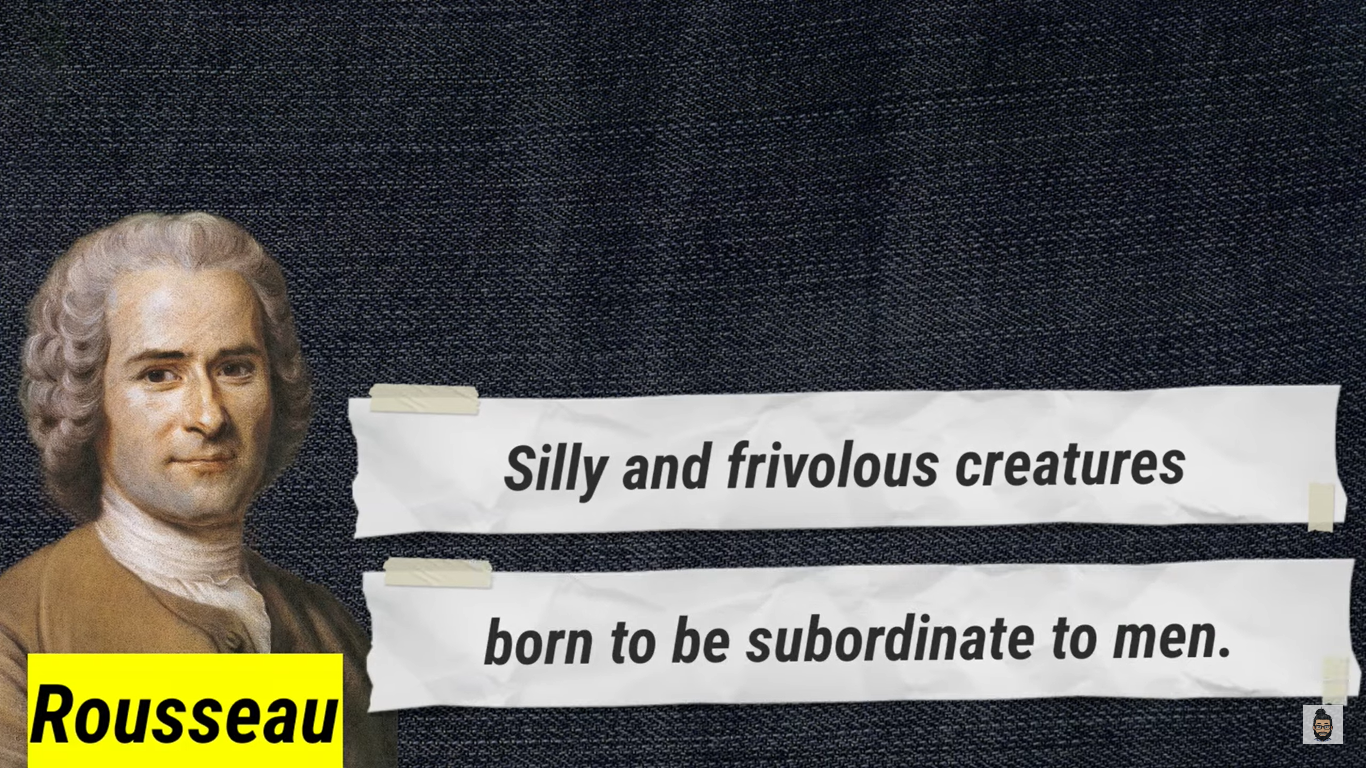 Silly and frivolous creatures
born to be subordinate to men.
Rousseau